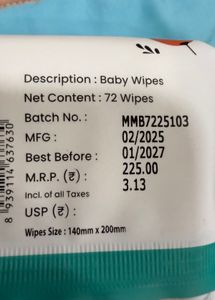 Description : Baby Wipes
Net Content : 72 Wipes
Batch No. : MMB7225103
MFG : 02/2025
Best Before : 01/2027
M.R.P. (₹) : 225.00
Incl. of all Taxes 3.13
USP (₹) :
Wipes Size : 140mm x 200mm
8 939114 637630